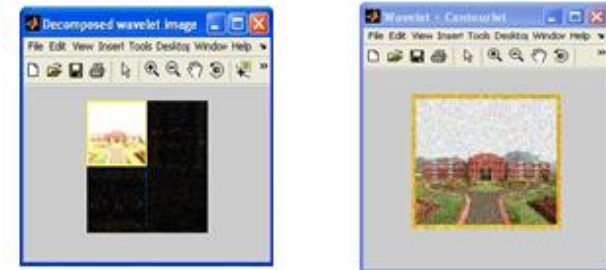 Decomposed wavelet image
File Edit View Insert Tools Desktop Window Help
Wavelet - Contourlet
File Edit View Insert Tools Desktop Window Help